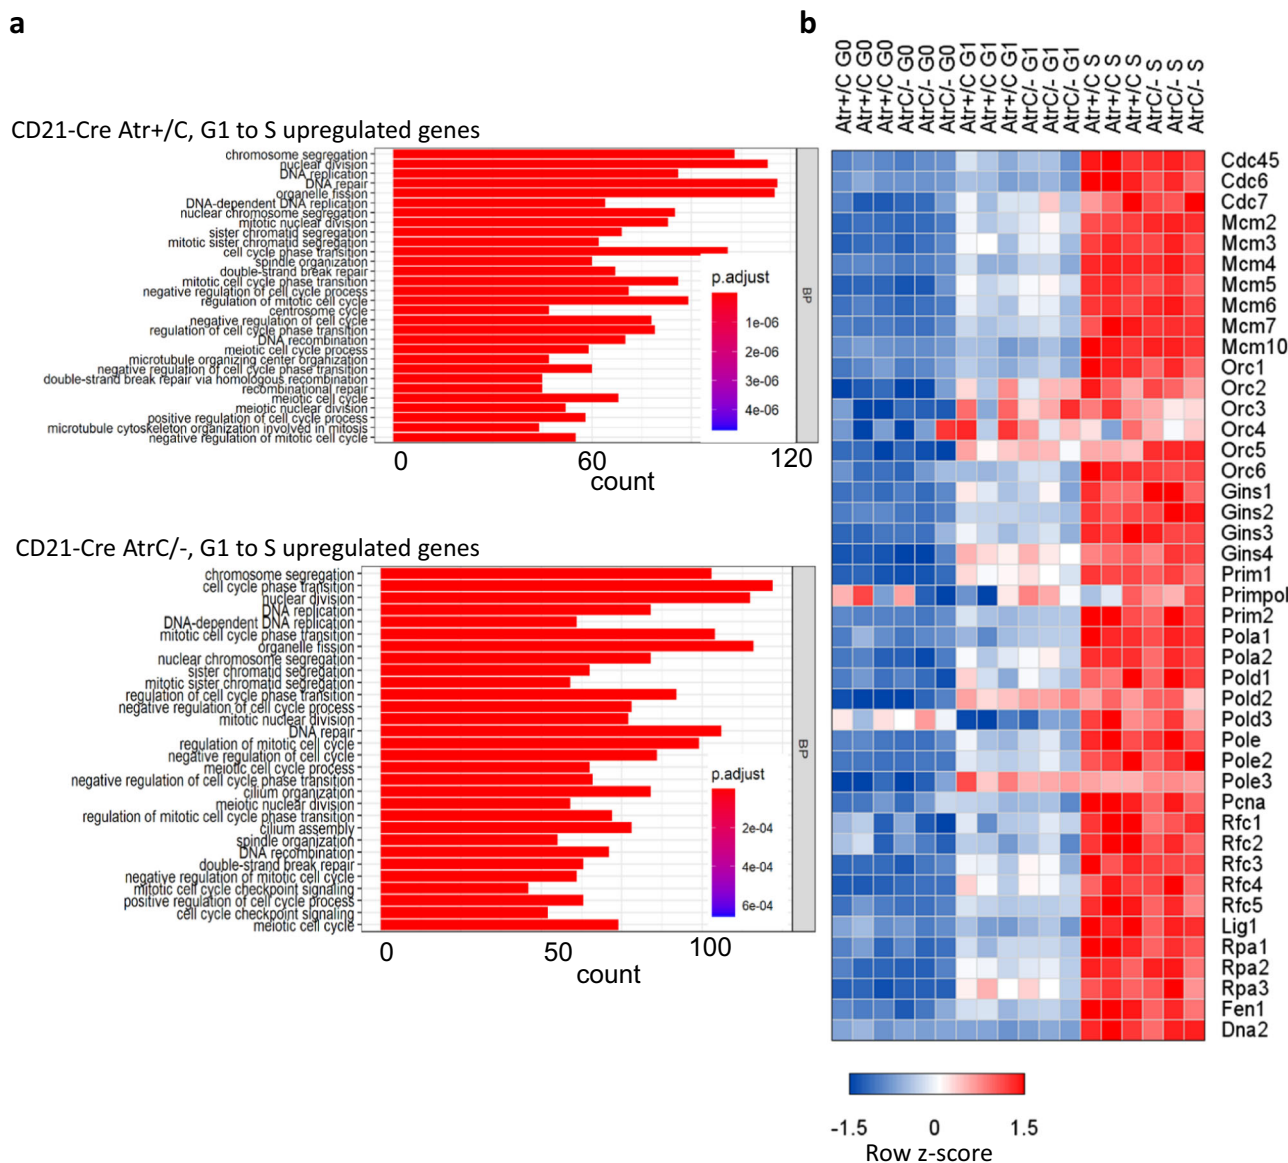 a
CD21-Cre Atr+/C, G1 to S upregulated genes
chromosome segregation
nuclear division
DNA replication
DNA repair
organelle fission
DNA-dependent DNA replication
nuclear chromosome segregation
mitotic nuclear division
sister chromatid segregation
mitotic sister chromatid segregation
cell cycle phase transition
spindle organization
double-strand break repair
mitotic cell cycle phase transition
negative regulation of cell cycle process
regulation of mitotic cell cycle
centrosome cycle
negative regulation of cell cycle
regulation of cell cycle phase transition
DNA recombination
meiotic cell cycle process
microtubule organizing center organization
negative regulation of cell cycle phase transition
double-strand break repair via homologous recombination
recombinational repair
meiotic cell cycle
meiotic nuclear division
positive regulation of cell cycle process
microtubule cytoskeleton organization involved in mitosis
negative regulation of mitotic cell cycle
p.adjust
1e-06
2e-06
3e-06
4e-06
BP
0 60 120
count
CD21-Cre AtrC/-, G1 to S upregulated genes
chromosome segregation
cell cycle phase transition
nuclear division
DNA replication
DNA-dependent DNA replication
mitotic cell cycle phase transition
organelle fission
nuclear chromosome segregation
sister chromatid segregation
mitotic sister chromatid segregation
regulation of cell cycle phase transition
negative regulation of cell cycle process
mitotic nuclear division
DNA repair
regulation of mitotic cell cycle
negative regulation of cell cycle
meiotic cell cycle process
negative regulation of cell cycle phase transition
cilium organization
meiotic nuclear division
regulation of mitotic cell cycle phase transition
cilium assembly
spindle organization
DNA recombination
double-strand break repair
negative regulation of mitotic cell cycle
mitotic cell cycle checkpoint signaling
positive regulation of cell cycle process
cell cycle checkpoint signaling
meiotic cell cycle
p.adjust
2e-04
4e-04
6e-04
BP
0 50 100
count
b
Atr+/C G0
Atr+/C G0
Atr+/C G0
AtrC/- G0
AtrC/- G0
AtrC/- G0
Atr+/C G1
Atr+/C G1
Atr+/C G1
AtrC/- G1
AtrC/- G1
AtrC/- G1
Atr+/C S
Atr+/C S
Atr+/C S
AtrC/- S
AtrC/- S
AtrC/- S
Cdc45
Cdc6
Cdc7
Mcm2
Mcm3
Mcm4
Mcm5
Mcm6
Mcm7
Mcm10
Orc1
Orc2
Orc3
Orc4
Orc5
Orc6
Gins1
Gins2
Gins3
Gins4
Prim1
Primpol
Prim2
Pola1
Pola2
Pold1
Pold2
Pold3
Pole
Pole2
Pole3
Pcna
Rfc1
Rfc2
Rfc3
Rfc4
Rfc5
Lig1
Rpa1
Rpa2
Rpa3
Fen1
Dna2
-1.5 0 1.5
Row z-score